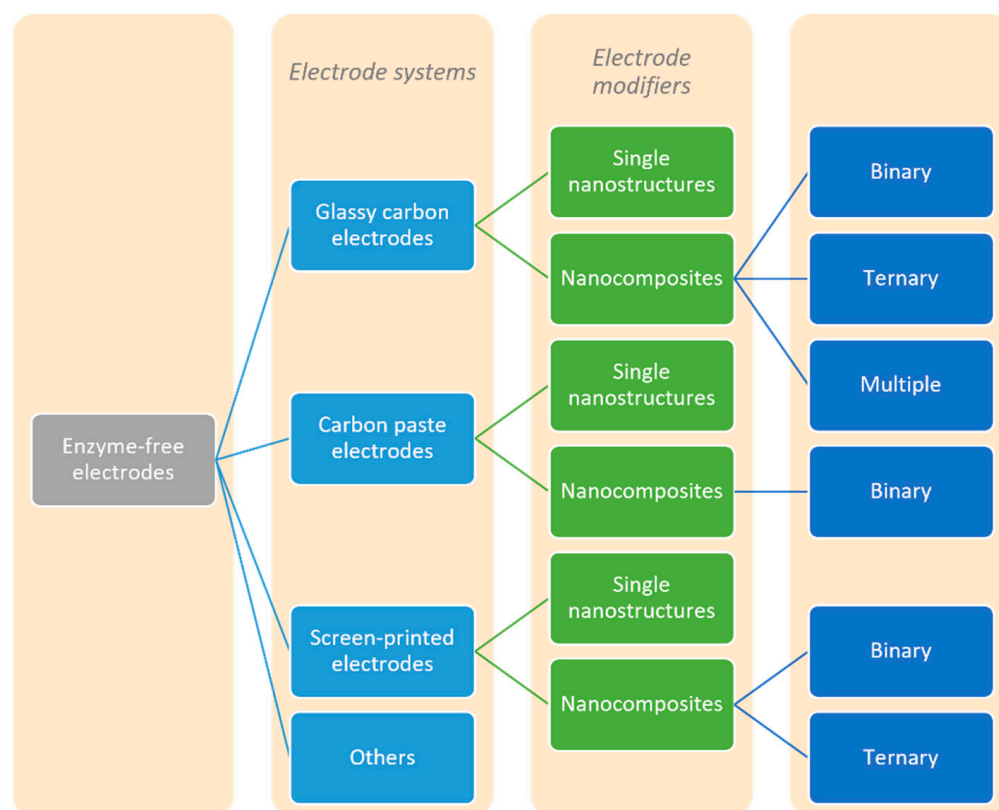 Electrode systems
Electrode
modifiers
Enzyme-free
electrodes
Glassy carbon
electrodes
Carbon paste
electrodes
Screen-printed
electrodes
Others
Single
nanostructures
Nanocomposites
Single
nanostructures
Nanocomposites
Single
nanostructures
Nanocomposites
Binary
Ternary
Multiple
Binary
Binary
Ternary